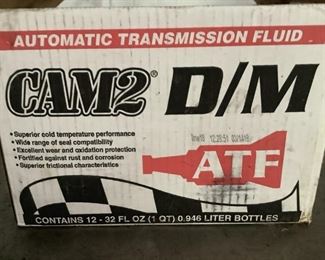 AUTOMATIC TRANSMISSION FLUID
CAM2® D/M
• Superior cold temperature performance
• Wide range of seal compatibility
• Excellent wear and oxidation protection
• Fortified against rust and corrosion
• Superior frictional characteristics
ATF
CONTAINS 12 - 32 FL OZ (1 QT) 0.946 LITER BOTTLES